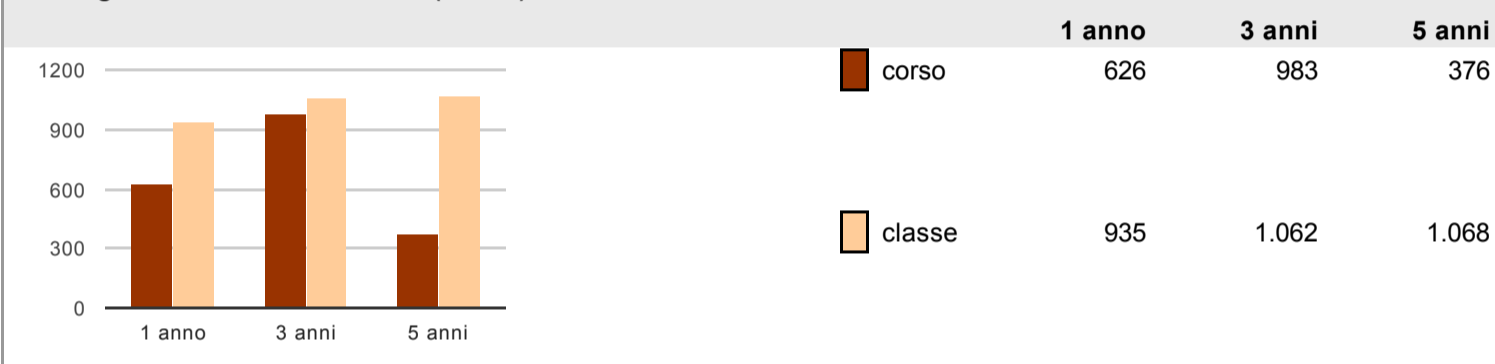 1 anno 3 anni 5 anni
1200
900
600
300
0
1 anno 3 anni 5 anni
corso 626 983 376
classe 935 1.062 1.068